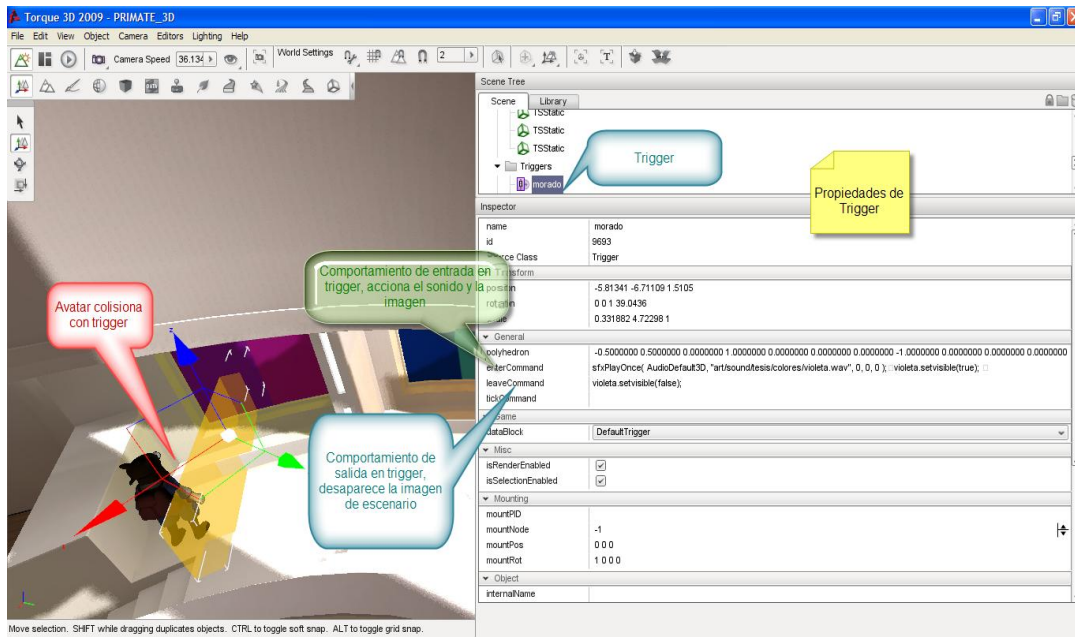 Torque 3D 2009 - PRIMATE_3D
File Edit View Object Camera Editors Lighting Help
Camera Speed 36.134 World Settings 2
Scene Tree
Scene Library
TSStatic
TSStatic
TSStatic
Triggers
morado
Trigger
Propiedades de
Trigger
Inspector
name morado
id 9693
Class Trigger
-5.81341 -6.71109 1.5105
0 0 1 39.0436
0.331882 4.72298 1
General
polyhedron -0.5000000 0.5000000 0.0000000 1.0000000 0.0000000 0.0000000 0.0000000 -1.0000000 0.0000000 0.0000000 0.0000000
sfxPlayOnce( AudioDefault3D, "art/sound/tesis/colores/violeta.wav", 0, 0, 0 ); violeta.setvisible(true);
leaveCommand violeta.setvisible(false);
dataBlock DefaultTrigger
Misc
isRenderEnabled
isSelectionEnabled
Mounting
mountPID
mountNode -1
mountPos 0 0 0
mountRot 1 0 0 0
Object
internalName
Comportamiento de entrada en
trigger, acciona el sonido y la
imagen
Avatar colisiona
con trigger
Comportamiento de
salida en trigger,
desaparece la imagen
de escenario
z
Move selection. SHIFT while dragging duplicates objects. CTRL to toggle soft snap. ALT to toggle grid snap.